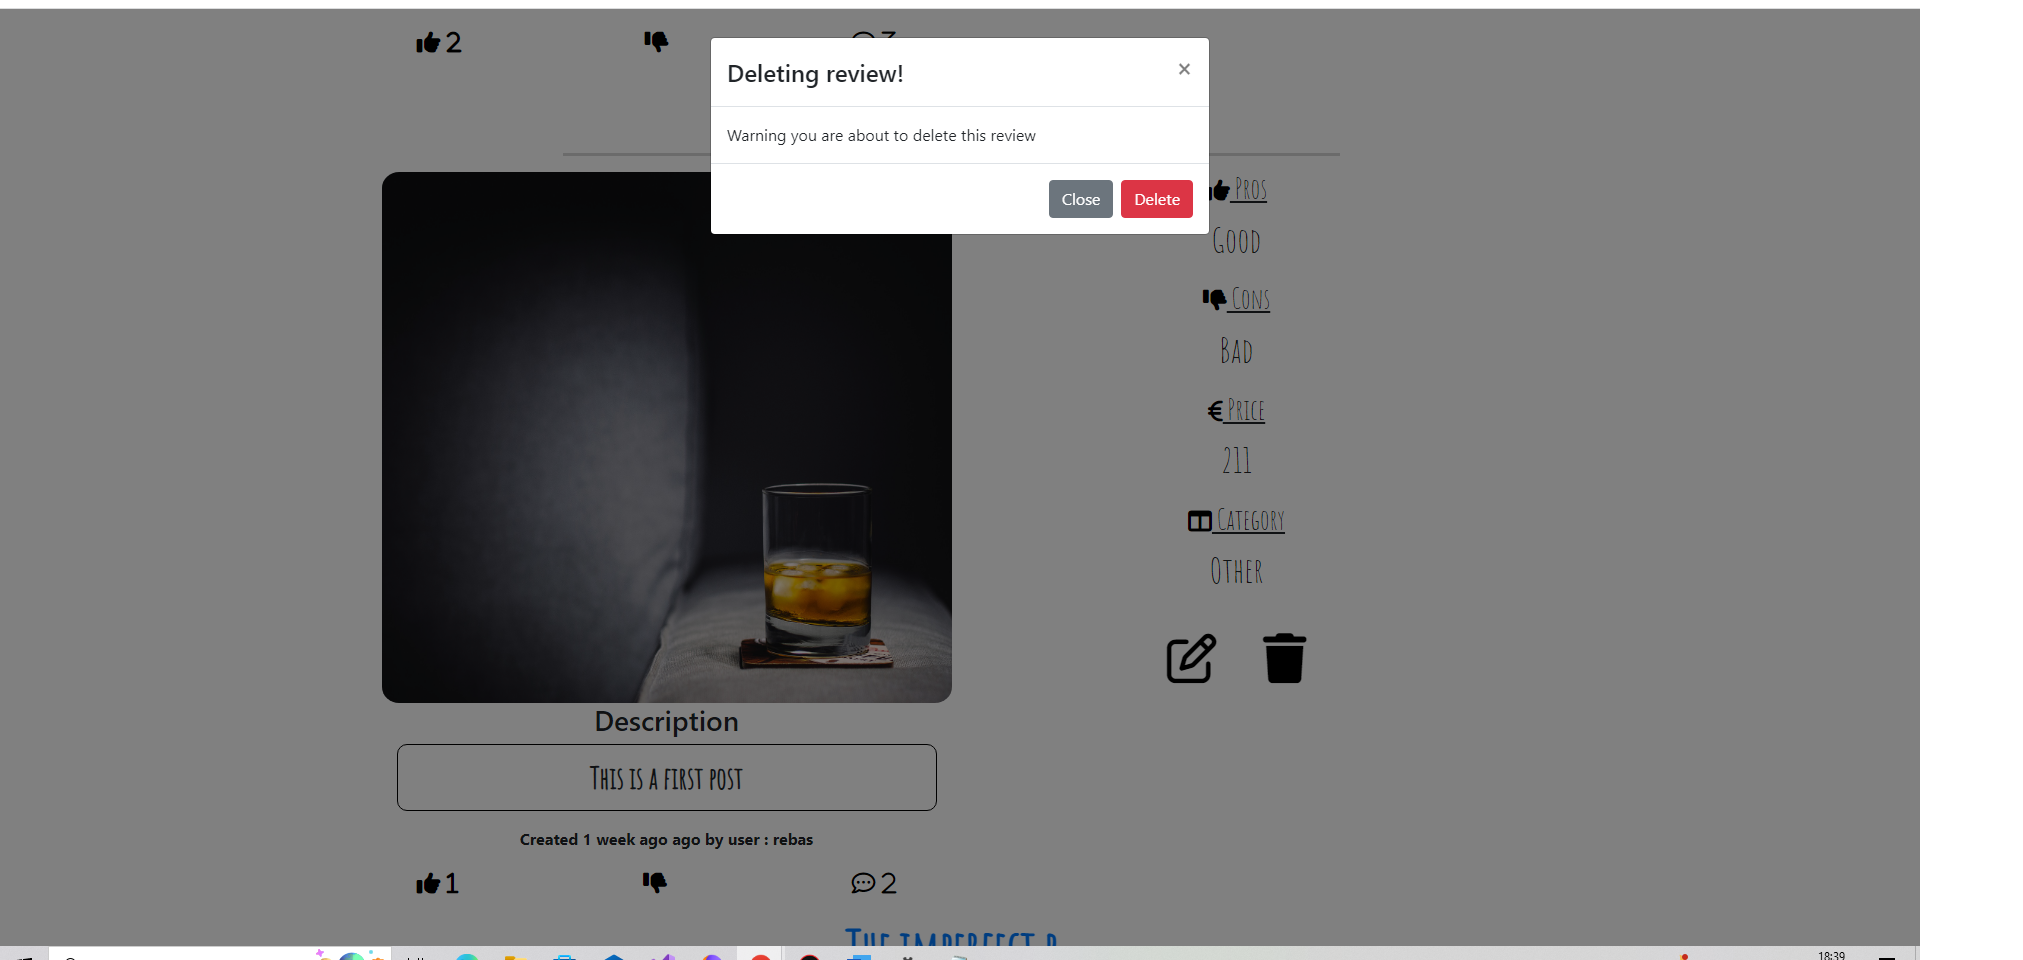 2
Deleting review!
×
Warning you are about to delete this review
Close Delete
Pros
Good
Cons
Bad
Price
211
Category
Other
Description
This is a first post
Created 1 week ago ago by user : rebas
1
2
The imperfect
18:39